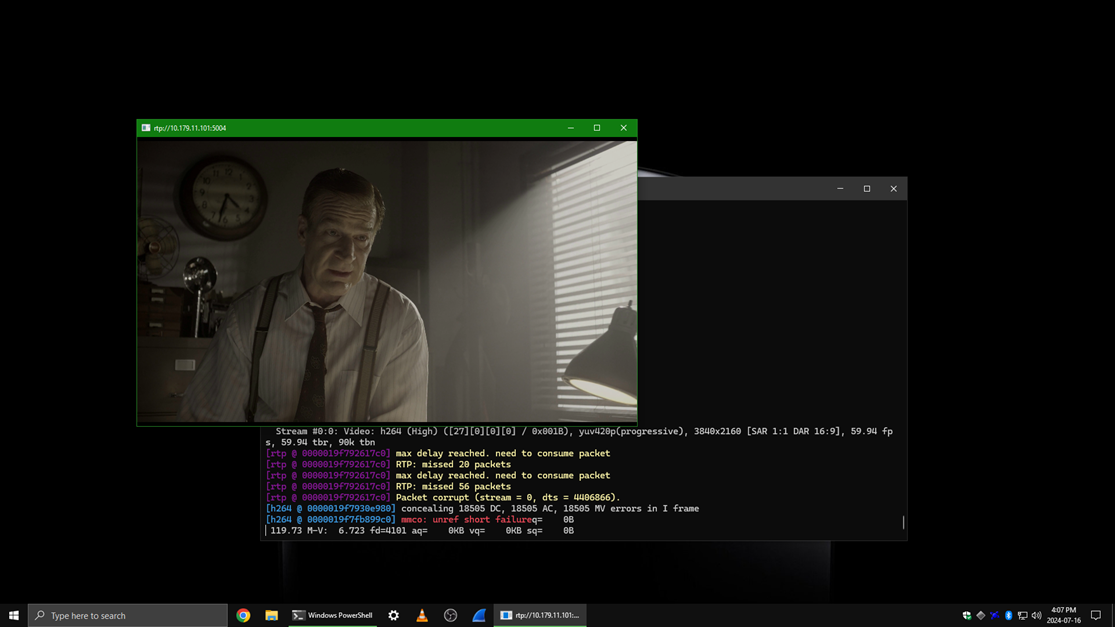 rtp://10.179.11.101:5004
Stream #0:0: Video: h264 (High) ([27][0][0][0] / 0x001B), yuv420p(progressive), 3840x2160 [SAR 1:1 DAR 16:9], 59.94 fp
s, 59.94 tbr, 90k tbn
[rtp @ 0000019f792617c0] max delay reached. need to consume packet
[rtp @ 0000019f792617c0] RTP: missed 20 packets
[rtp @ 0000019f792617c0] max delay reached. need to consume packet
[rtp @ 0000019f792617c0] RTP: missed 56 packets
[rtp @ 0000019f792617c0] Packet corrupt (stream = 0, dts = 4406866).
[h264 @ 0000019f7930e980] concealing 18505 DC, 18505 AC, 18505 MV errors in I frame
[h264 @ 0000019f7fb899c0] mmco: unref short failureq=    0B
119.73 M-V:  6.723 fd=4101 aq=    0KB vq=    0KB sq=    0B
Type here to search
Windows PowerShell
rtp://10.179.11.101:...
4:07 PM
2024-07-16